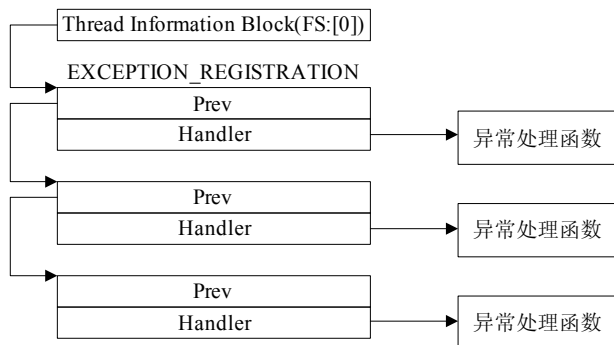 Thread Information Block(FS:[0])
EXCEPTION_REGISTRATION
Prev
Handler
异常处理函数
Prev
Handler
异常处理函数
Prev
Handler
异常处理函数